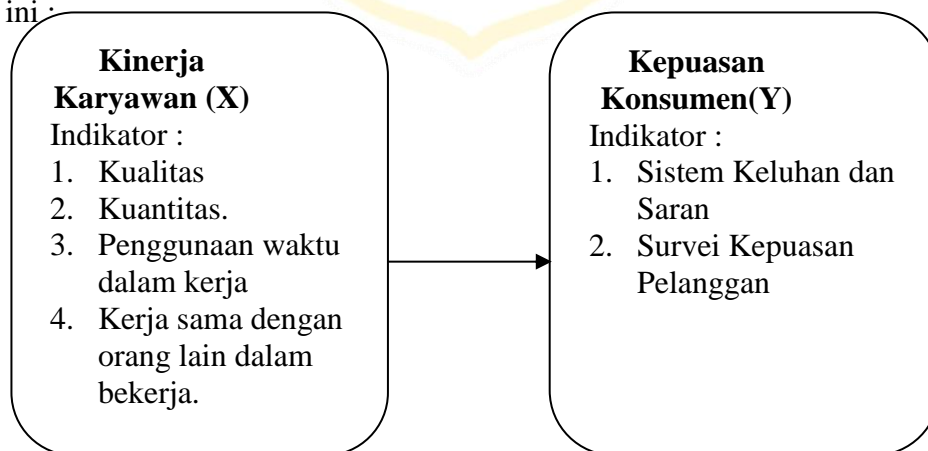 ini :
Kinerja
Karyawan (X)
Indikator :
1. Kualitas
2. Kuantitas.
3. Penggunaan waktu
dalam kerja
4. Kerja sama dengan
orang lain dalam
bekerja.
Kepuasan
Konsumen(Y)
Indikator :
1. Sistem Keluhan dan
Saran
2. Survei Kepuasan
Pelanggan